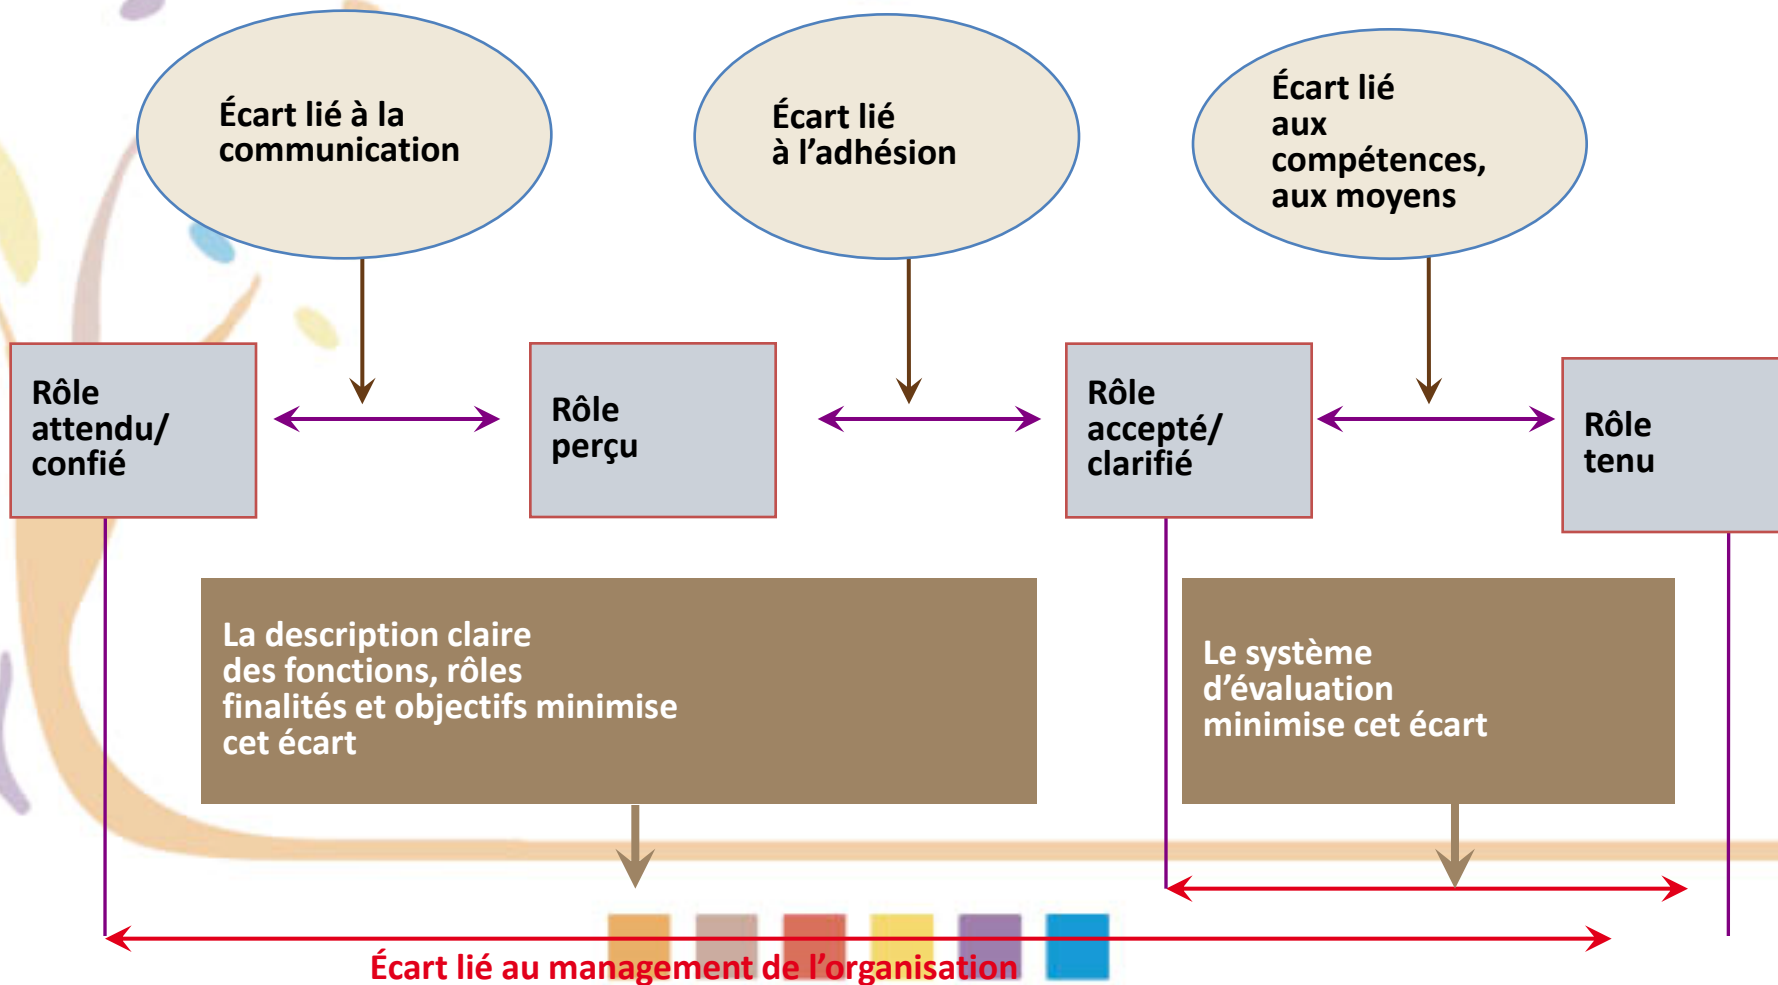 Écart lié à la
communication
Écart lié
à l’adhésion
Écart lié
aux
compétences,
aux moyens
Rôle
attendu/
confié
Rôle
perçu
Rôle
accepté/
clarifié
Rôle
tenu
La description claire
des fonctions, rôles
finalités et objectifs minimise
cet écart
Le système
d’évaluation
minimise cet écart
Écart lié au management de l’organisation